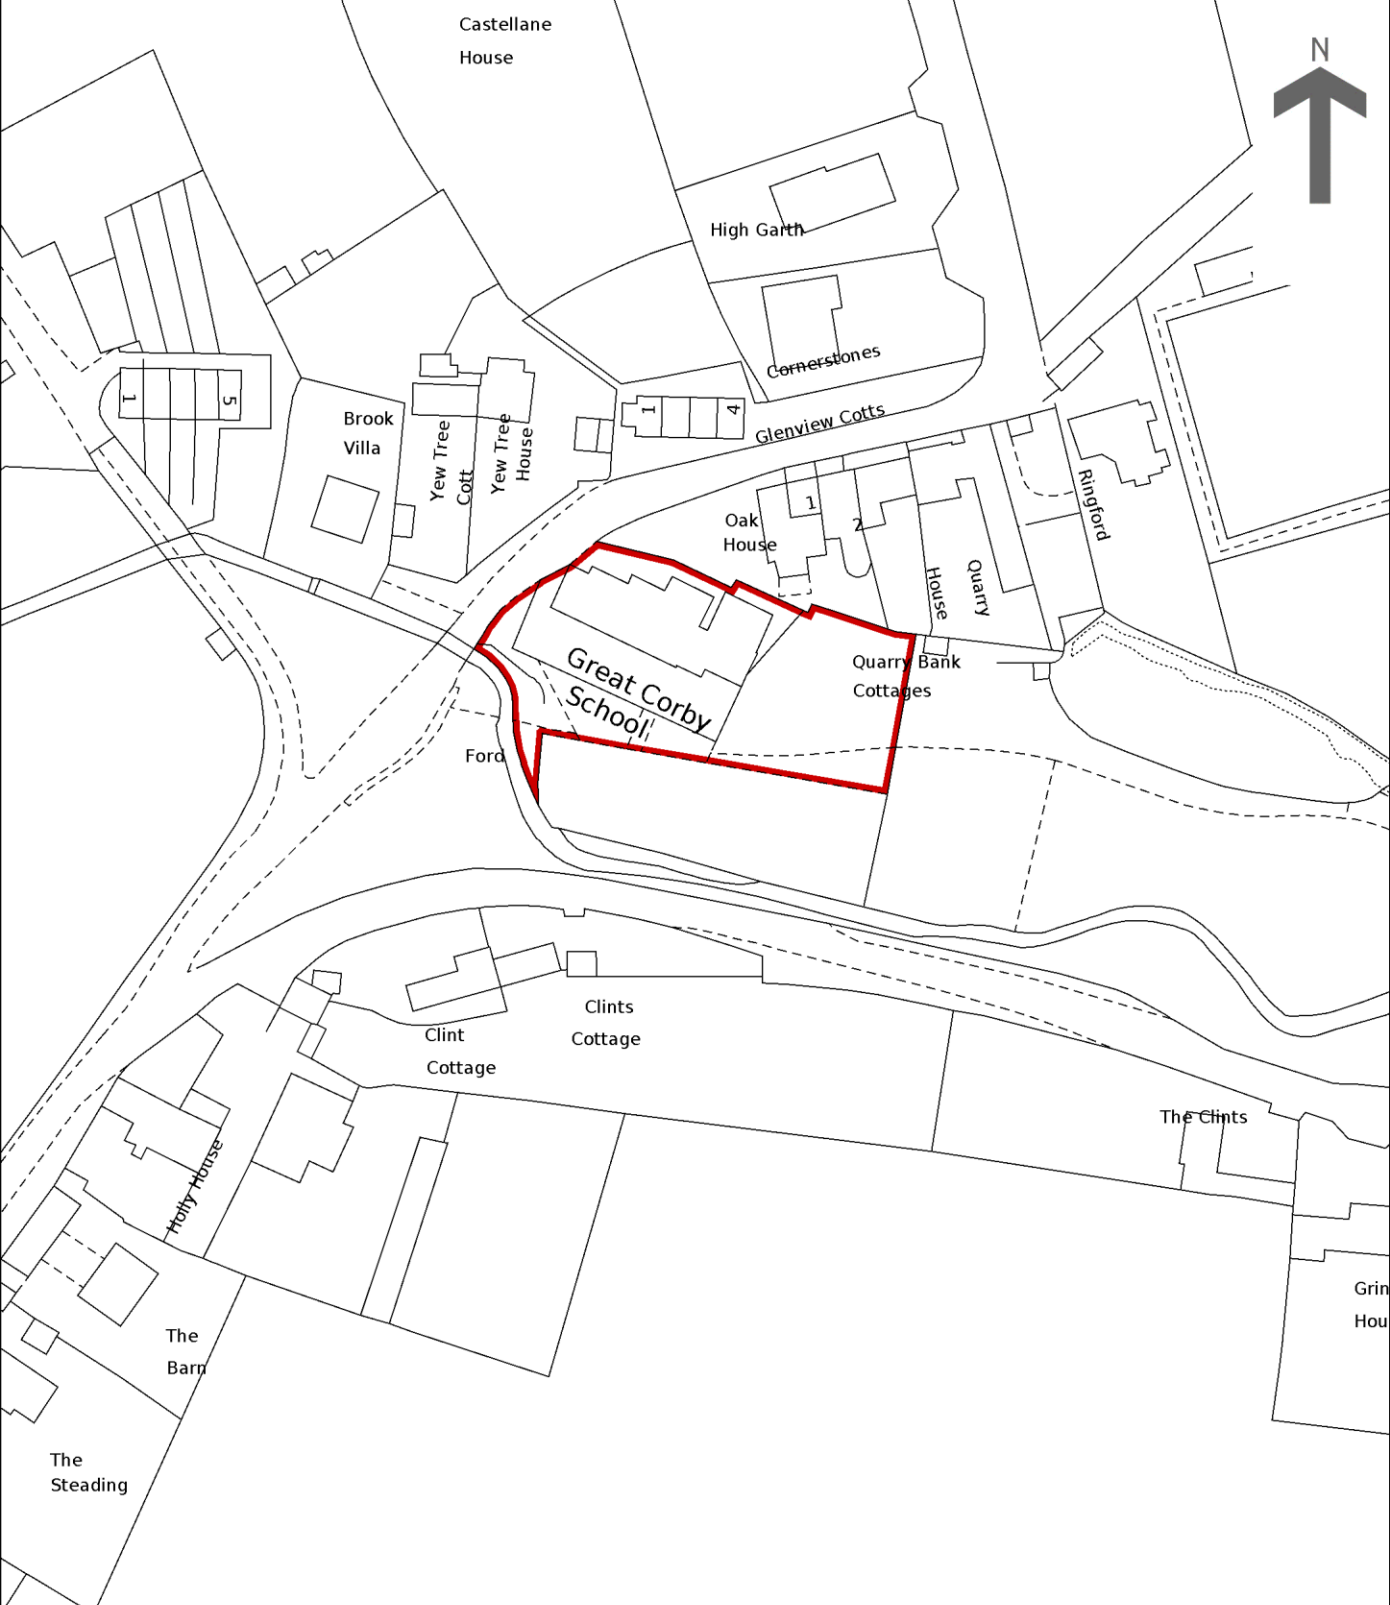 Castellane
House
N
High Garth
Cornerstones
Glenview Cotts
1
4
1
5
Brook
Villa
Yew Tree
Cott
Yew Tree
House
Oak
House
1
2
House
Quarry
Ringford
Quarry Bank
Cottages
Great Corby
School
Ford
Clints
Cottage
Clint
Cottage
The Clints
Holly House
Grin
Hou
The
Barn
The
Steading